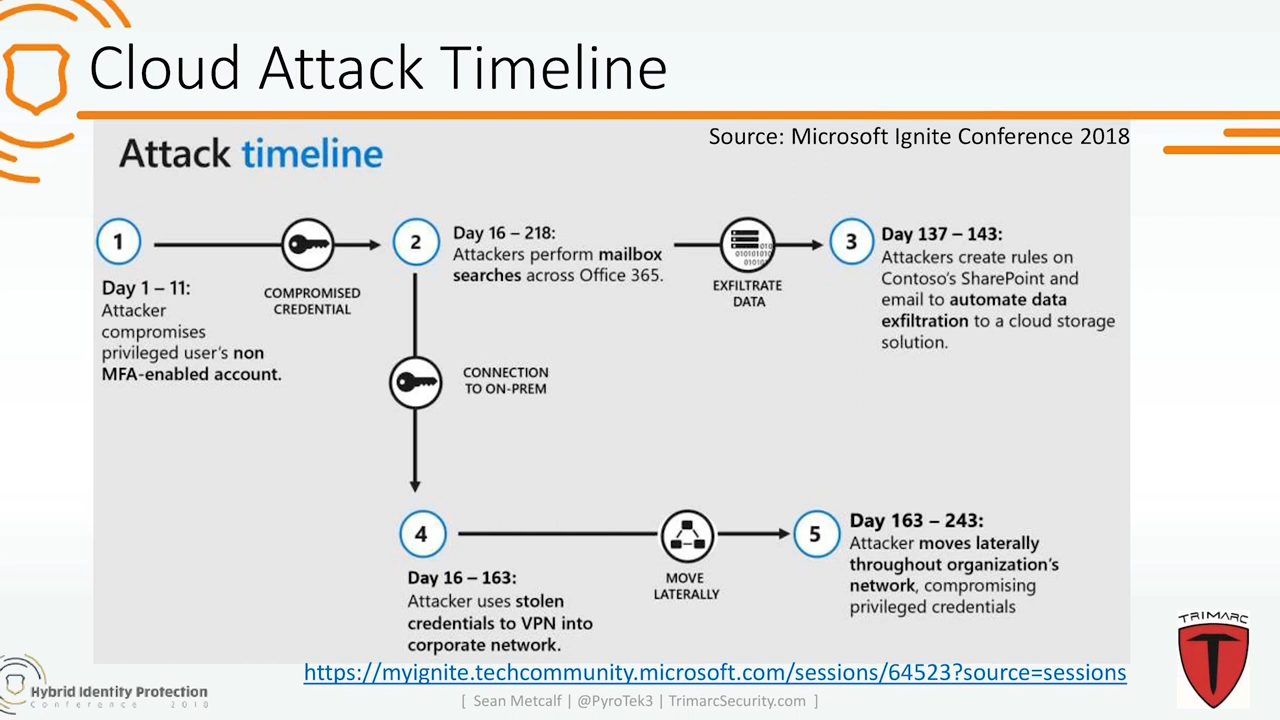 Cloud Attack Timeline
Source: Microsoft Ignite Conference 2018
Attack timeline
1
COMPROMISED
CREDENTIAL
Day 1 – 11:
Attacker
compromises
privileged user's non
MFA-enabled account.
2
Day 16 – 218:
Attackers perform mailbox
searches across Office 365.
EXFILTRATE
DATA
3
Day 137 – 143:
Attackers create rules on
Contoso's SharePoint and
email to automate data
exfiltration to a cloud storage
solution.
CONNECTION
TO ON-PREM
4
Day 16 – 163:
Attacker uses stolen
credentials to VPN into
corporate network.
MOVE
LATERALLY
5
Day 163 – 243:
Attacker moves laterally
throughout organization's
network, compromising
privileged credentials
https://myignite.techcommunity.microsoft.com/sessions/64523?source=sessions
Hybrid Identity Protection
Conference 2018
[ Sean Metcalf | @PyroTek3 | TrimarcSecurity.com ]
TRIMARC